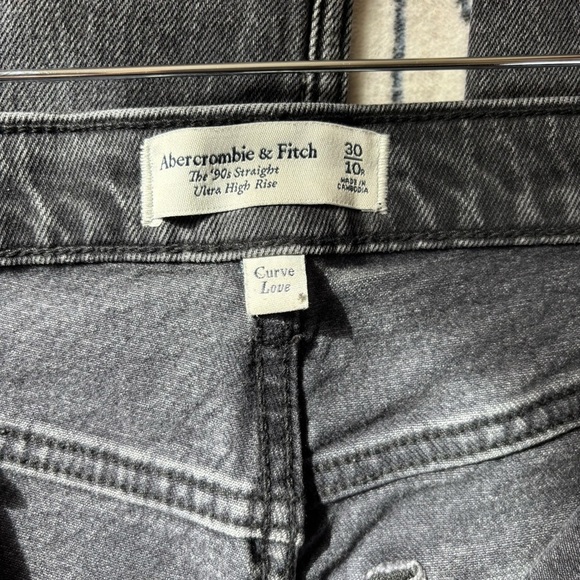 Abercrombie & Fitch
The '90s Straight
Ultra High Rise
30
10R
MADE IN
CAMBODIA
Curve
Love